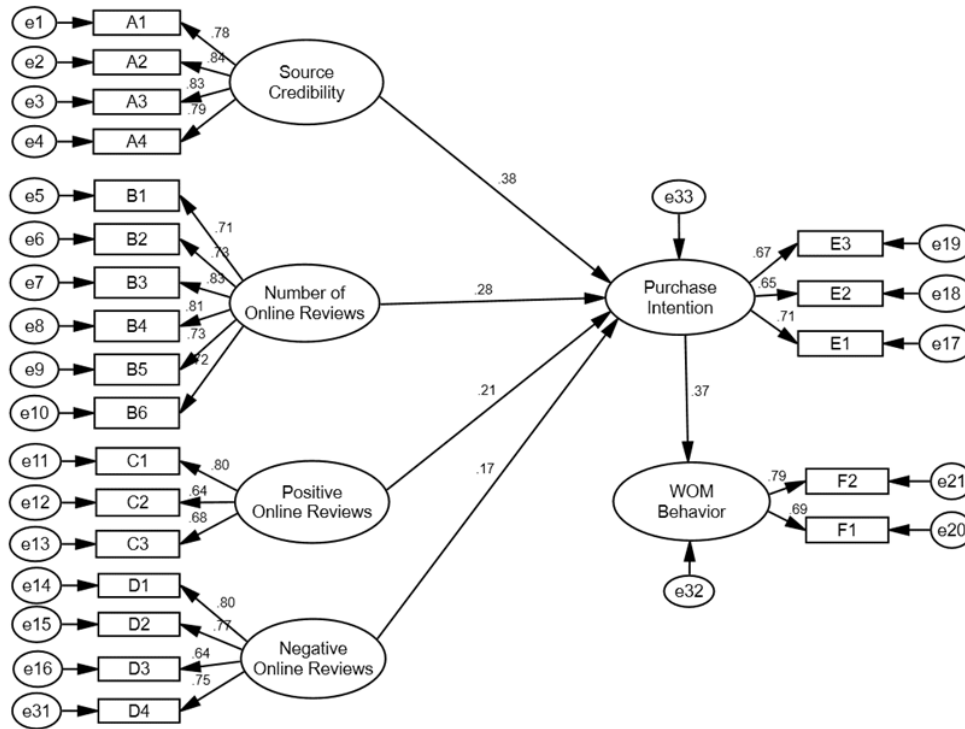 e1
A1
.78
e2
A2
.84
e3
A3
.83
e4
A4
.79
Source
Credibility
.38
e5
B1
.71
e6
B2
.73
e7
B3
.83
e8
B4
.81
e9
B5
.73
e10
B6
.72
Number of
Online Reviews
.28
e11
C1
.80
e12
C2
.64
e13
C3
.68
Positive
Online Reviews
.21
e14
D1
.80
e15
D2
.77
e16
D3
.64
e31
D4
.75
Negative
Online Reviews
.17
e33
Purchase
Intention
.67
E3
e19
.65
E2
e18
.71
E1
e17
.37
WOM
Behavior
.79
F2
e21
.69
F1
e20
e32